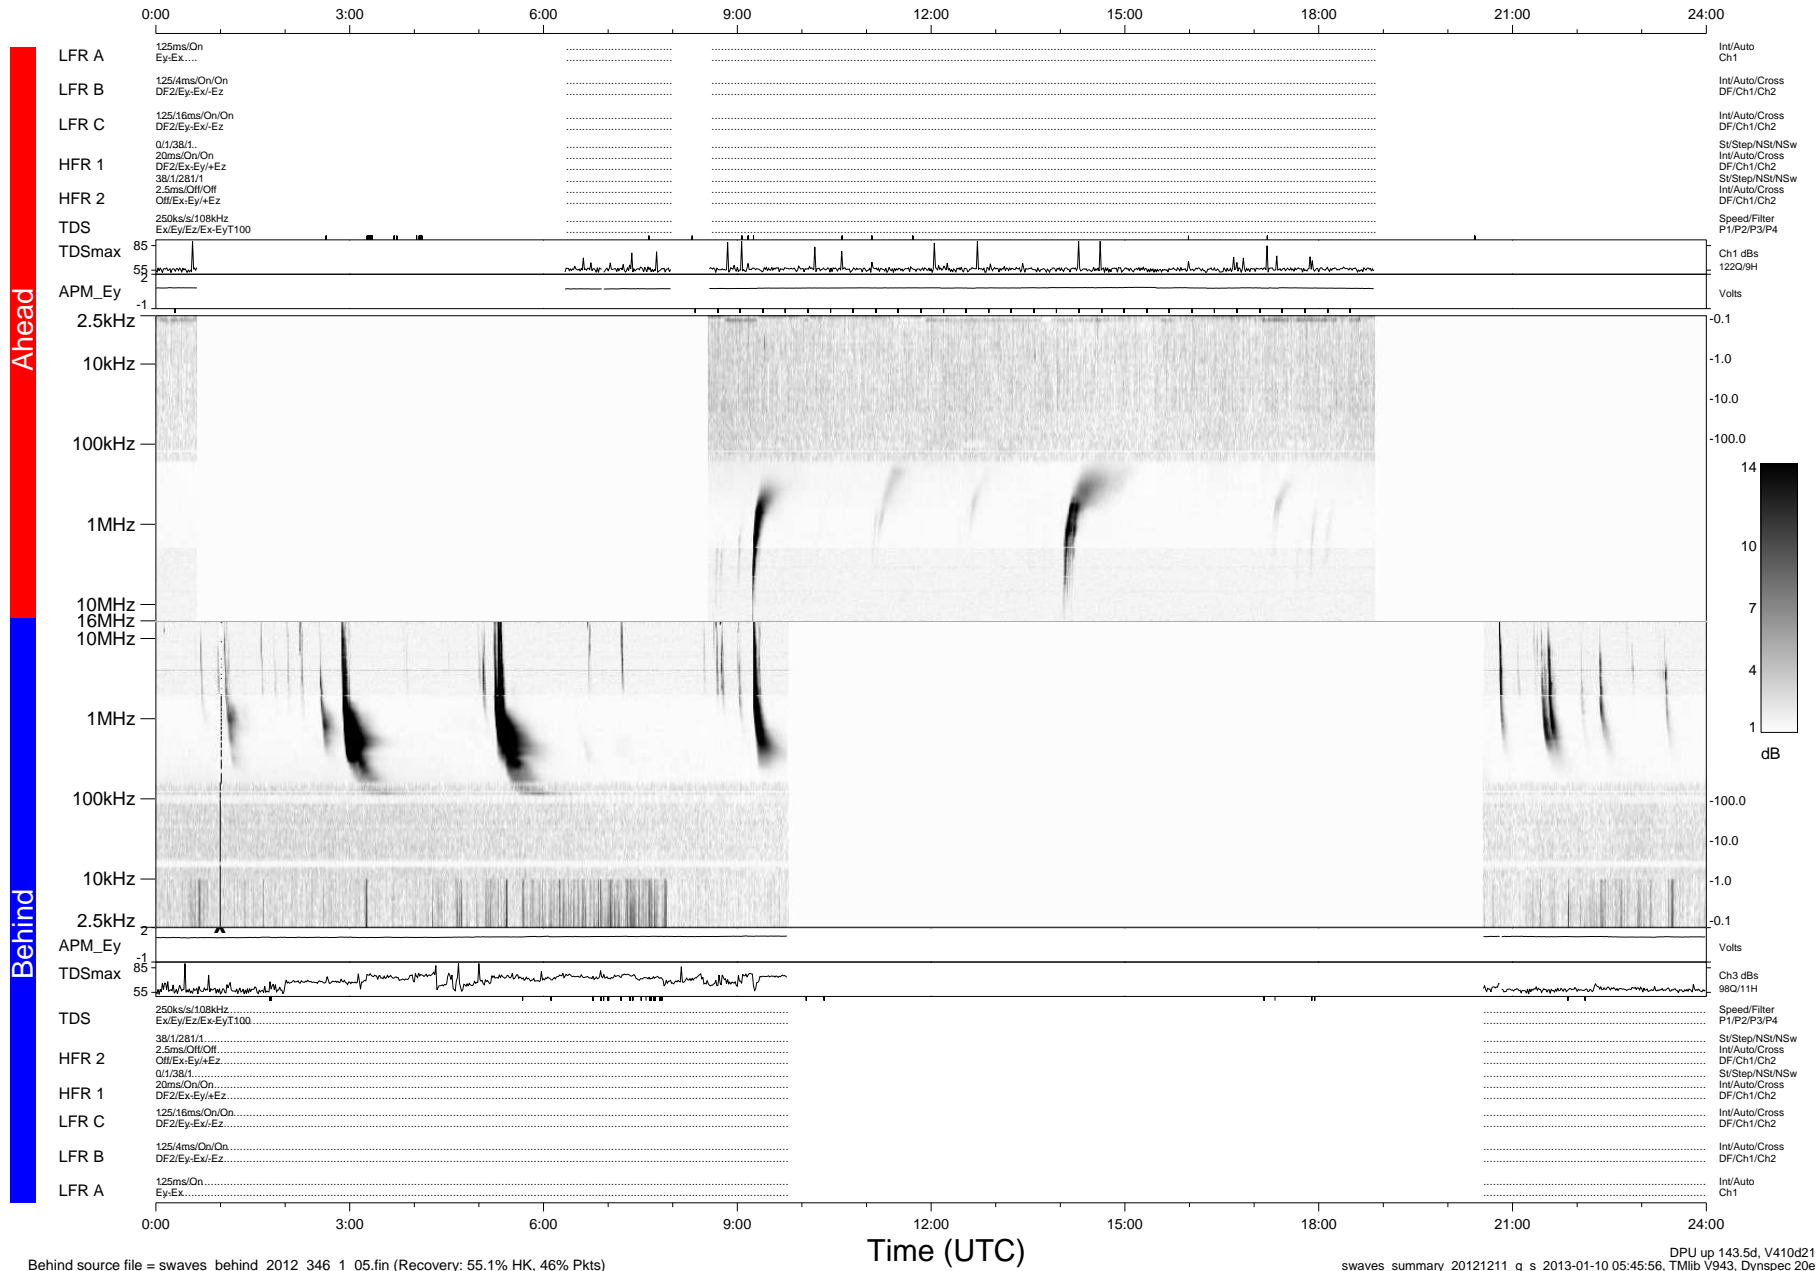 0:00 3:00 6:00 9:00 12:00 15:00 18:00 21:00 24:00
Ahead
LFR A 125ms/On Int/Auto
Ey-Ex Ch1
LFR B 125/4ms/On/On Int/Auto/Cross
DF2/Ey-Ex/-Ez DF/Ch1/Ch2
LFR C 125/16ms/On/On Int/Auto/Cross
DF2/Ey-Ex/-Ez DF/Ch1/Ch2
0/1/38/1 St/Step/NSt/NSw
HFR 1 20ms/On/On Int/Auto/Cross
DF2/Ex-Ey/+Ez DF/Ch1/Ch2
38/1/281/1 St/Step/NSt/NSw
HFR 2 2.5ms/Off/Off Int/Auto/Cross
Off/Ex-Ey/+Ez DF/Ch1/Ch2
TDS 250ks/s/108kHz Speed/Filter
Ex/Ey/Ez/Ex-EyT100 P1/P2/P3/P4
TDSmax 85 Ch1 dBs
55 122Q/9H
APM_Ey 2 Volts
-1
2.5kHz -0.1
10kHz -1.0
-10.0
100kHz -100.0
1MHz
10MHz
16MHz
14
10
7
4
1
dB
Behind
10MHz
1MHz
100kHz -100.0
-10.0
10kHz -1.0
2.5kHz -0.1
APM_Ey 2 Volts
-1
TDSmax 85 Ch3 dBs
55 98Q/11H
TDS 250ks/s/108kHz Speed/Filter
Ex/Ey/Ez/Ex-EyT100 P1/P2/P3/P4
38/1/281/1 St/Step/NSt/NSw
HFR 2 2.5ms/Off/Off Int/Auto/Cross
Off/Ex-Ey/+Ez DF/Ch1/Ch2
0/1/38/1 St/Step/NSt/NSw
HFR 1 20ms/On/On Int/Auto/Cross
DF2/Ex-Ey/+Ez DF/Ch1/Ch2
LFR C 125/16ms/On/On Int/Auto/Cross
DF2/Ey-Ex/-Ez DF/Ch1/Ch2
LFR B 125/4ms/On/On Int/Auto/Cross
DF2/Ey-Ex/-Ez DF/Ch1/Ch2
LFR A 125ms/On Int/Auto
Ey-Ex Ch1
0:00 3:00 6:00 9:00 12:00 15:00 18:00 21:00 24:00
Time (UTC)
DPU up 143.5d, V410d21
Behind source file = swaves_behind_2012_346_1_05.fin (Recovery: 55.1% HK, 46% Pkts)
swaves_summary_20121211_g_s_2013-01-10 05:45:56, TMlib V943, Dynspec 20e